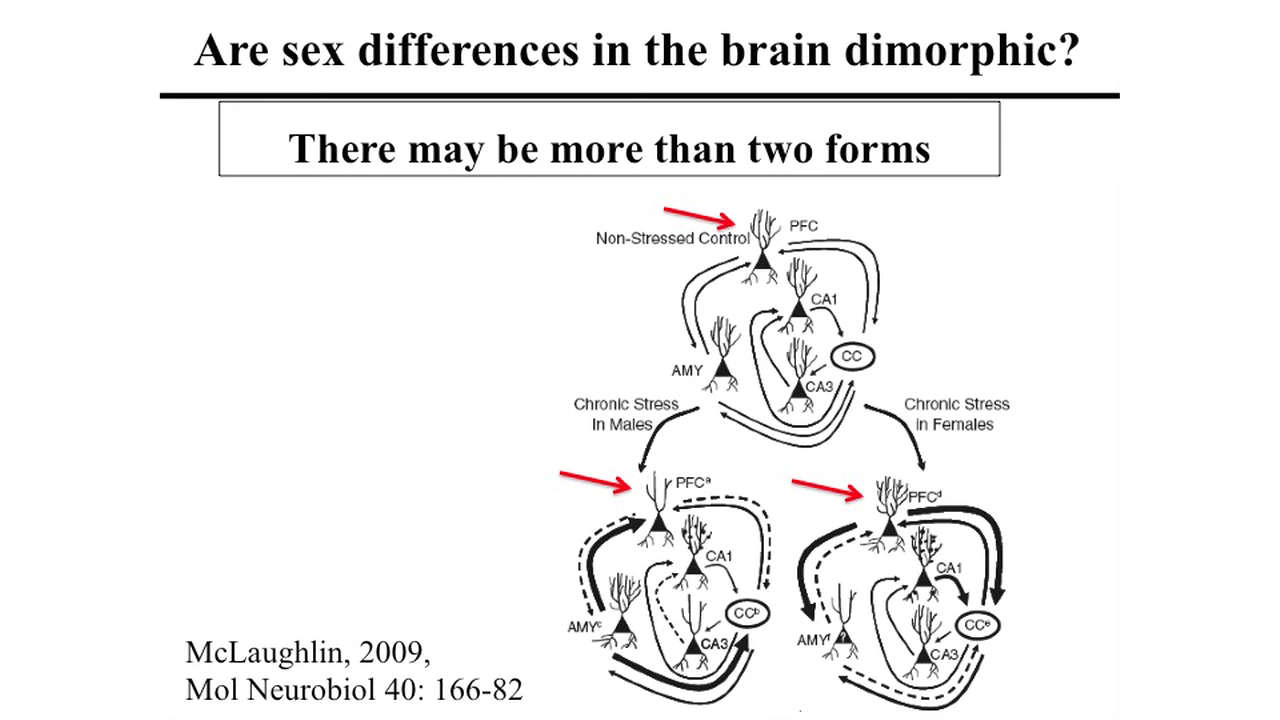 Are sex differences in the brain dimorphic?
There may be more than two forms
Non-Stressed Control
PFC
CA1
CC
AMY
CA3
Chronic Stress
In Males
Chronic Stress
in Females
PFCᵃ
CA1
CCᵇ
AMYᶜ
CA3
PFCᵈ
CA1
CCᵉ
AMYᶠ
?
CA3
McLaughlin, 2009,
Mol Neurobiol 40: 166-82